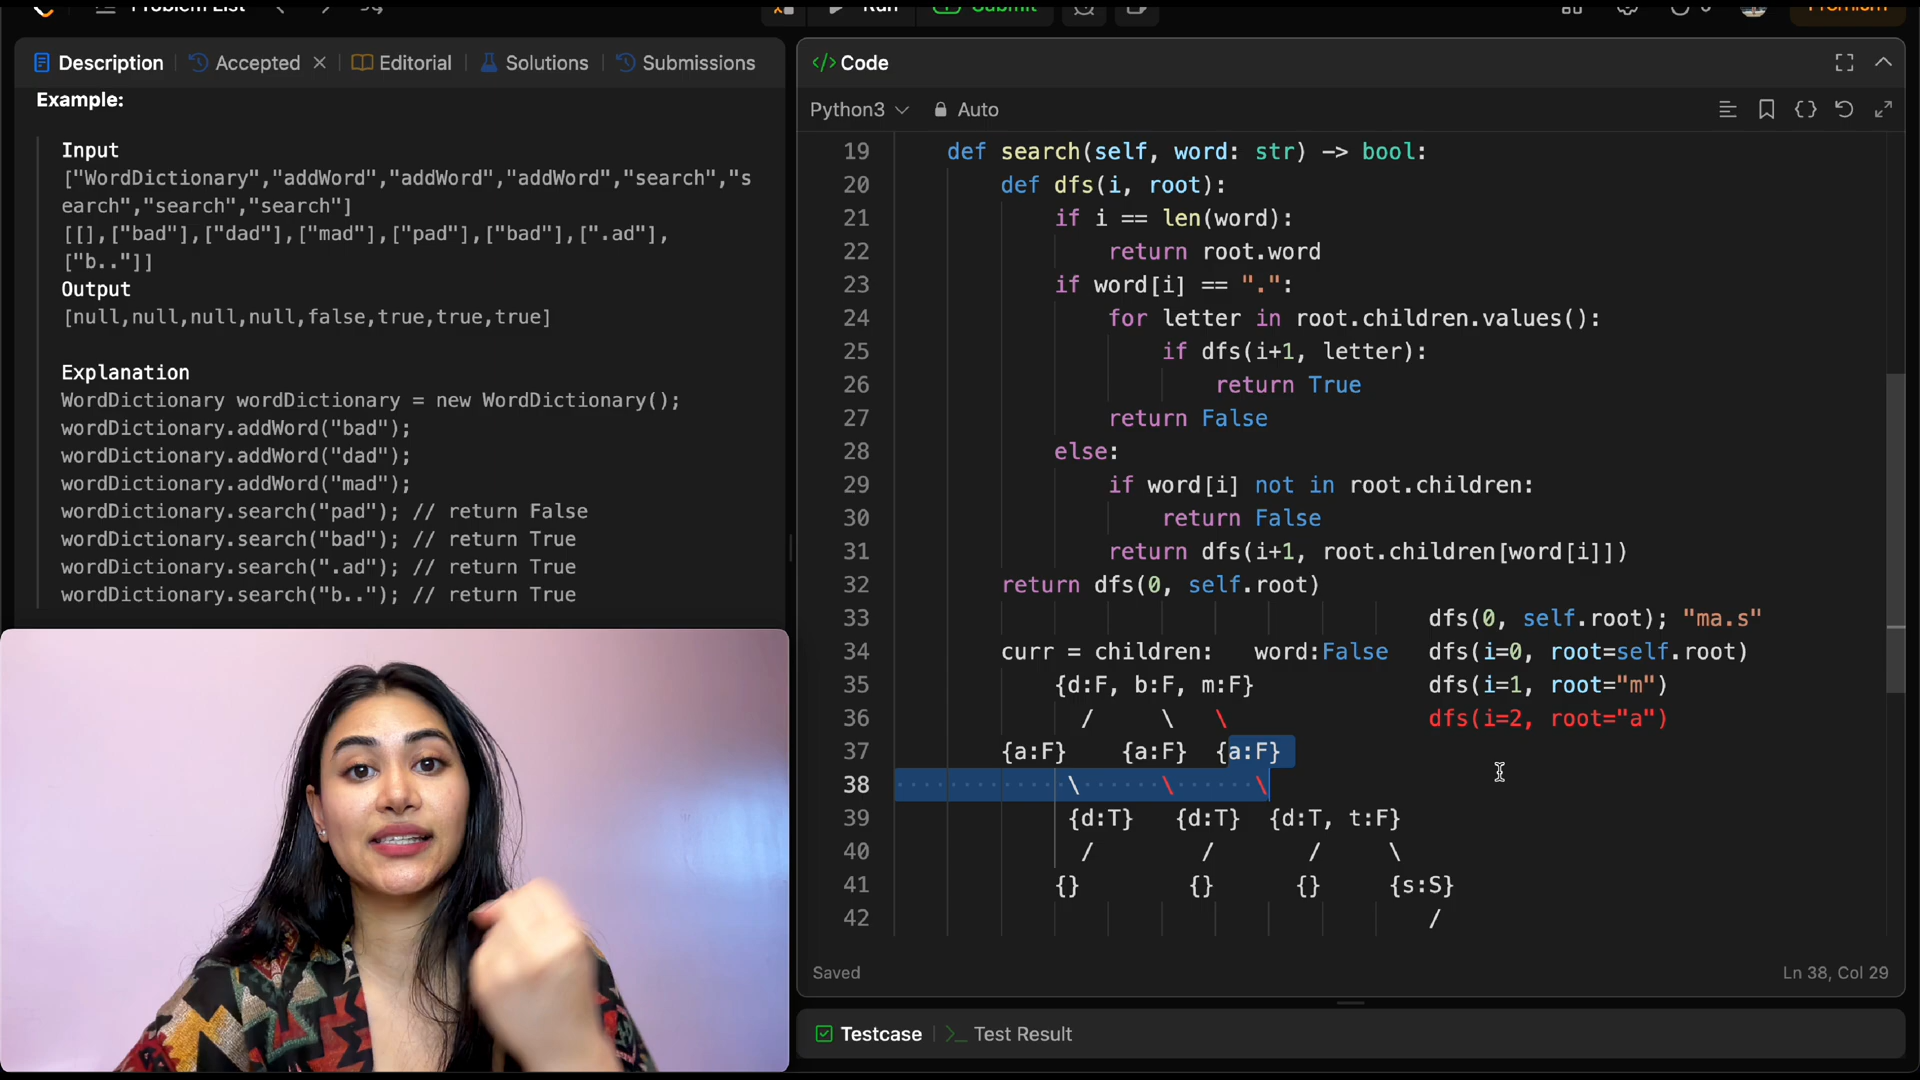 Problem List
Run
Submit
Premium
Description
Accepted
Editorial
Solutions
Submissions
Example:
Input
["WordDictionary","addWord","addWord","addWord","search","s
earch","search","search"]
[[],["bad"],["dad"],["mad"],["pad"],["bad"],[".ad"],
["b.."]]
Output
[null,null,null,null,false,true,true,true]
Explanation
WordDictionary wordDictionary = new WordDictionary();
wordDictionary.addWord("bad");
wordDictionary.addWord("dad");
wordDictionary.addWord("mad");
wordDictionary.search("pad"); // return False
wordDictionary.search("bad"); // return True
wordDictionary.search(".ad"); // return True
wordDictionary.search("b.."); // return True
</> Code
Python3
Auto
19 def search(self, word: str) -> bool:
20 def dfs(i, root):
21 if i == len(word):
22 return root.word
23 if word[i] == ".":
24 for letter in root.children.values():
25 if dfs(i+1, letter):
26 return True
27 return False
28 else:
29 if word[i] not in root.children:
30 return False
31 return dfs(i+1, root.children[word[i]])
32 return dfs(0, self.root)
33 dfs(0, self.root); "ma.s"
34 curr = children: word:False dfs(i=0, root=self.root)
35 {d:F, b:F, m:F} dfs(i=1, root="m")
36 / \ \ dfs(i=2, root="a")
37 {a:F} {a:F} {a:F}
38 \ \ \
39 {d:T} {d:T} {d:T, t:F}
40 / / / \
41 {} {} {} {s:S}
42 /
Saved
Ln 38, Col 29
Testcase
Test Result